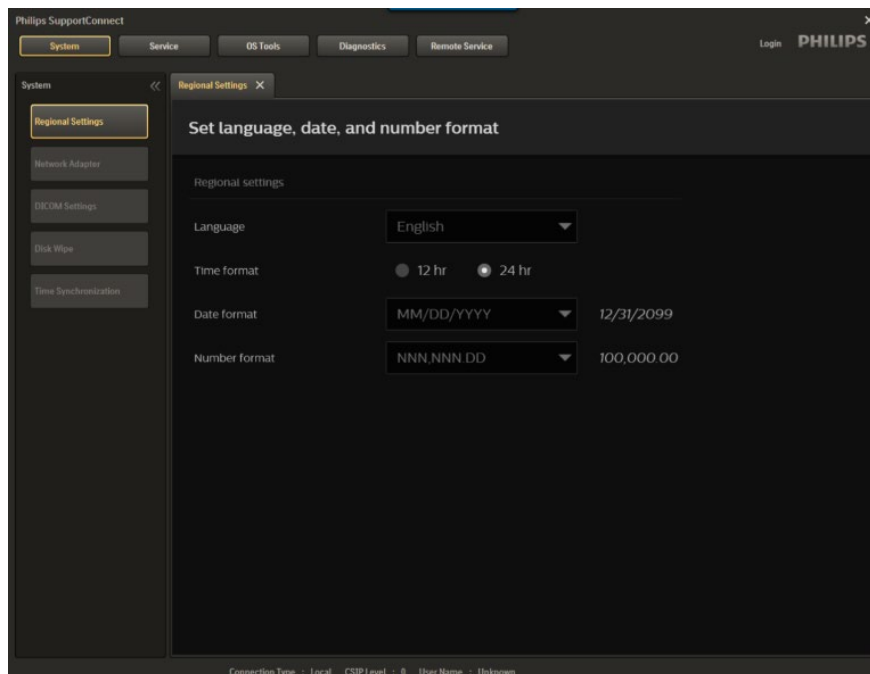 Philips SupportConnect
System Service OS Tools Diagnostics Remote Service Login PHILIPS
System
Regional Settings
Set language, date, and number format
Regional Settings
Network Adapter
DICOM Settings
Disk Wipe
Time Synchronization
Regional settings
Language English
Time format 12 hr 24 hr
Date format MM/DD/YYYY 12/31/2099
Number format NNN,NNN.DD 100,000.00
Connection Type : Local CSIP Level : 0 User Name : Unknown